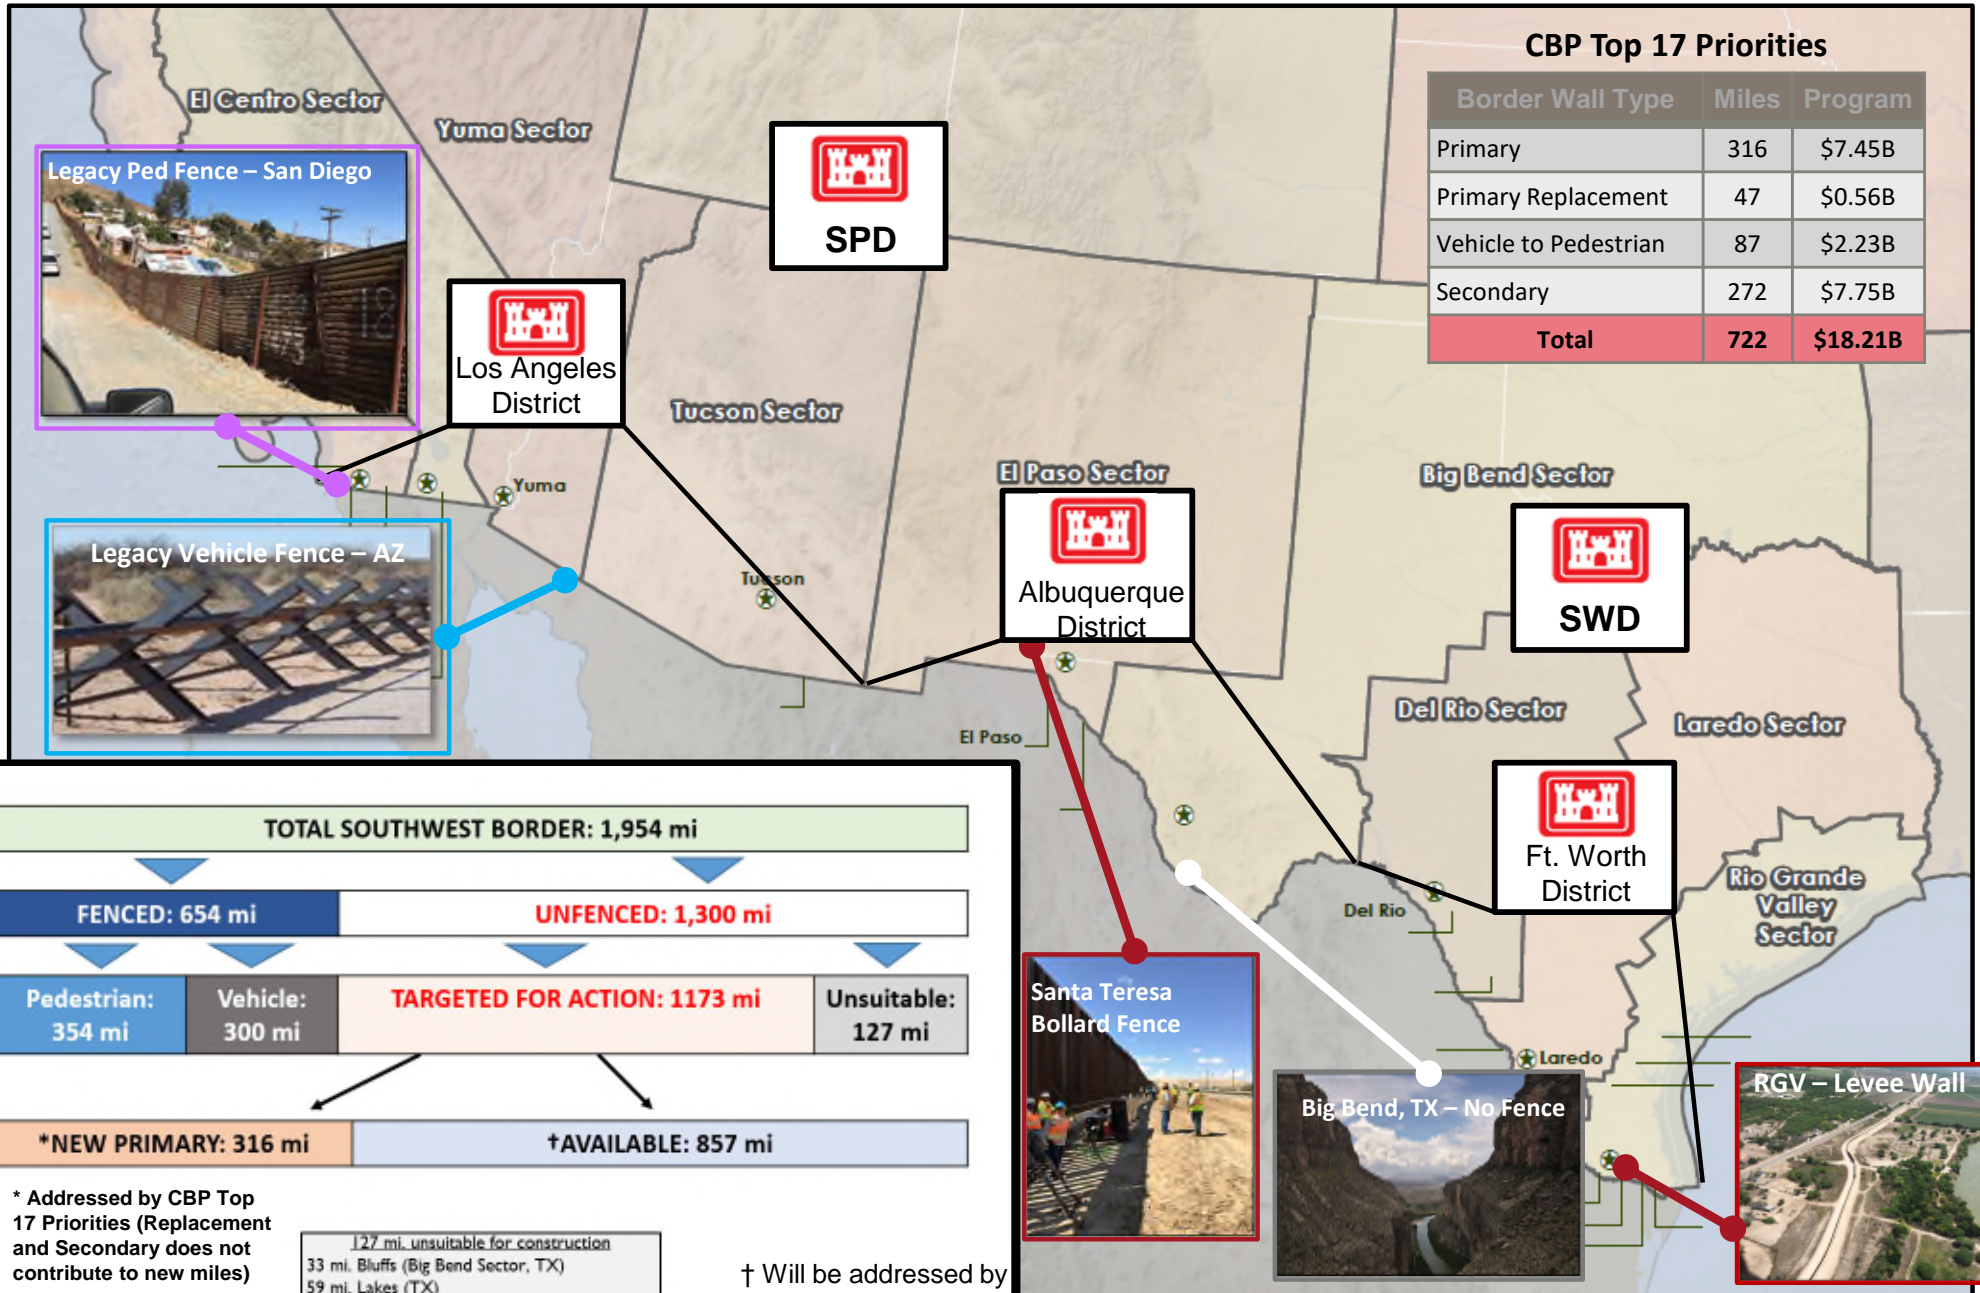 CBP Top 17 Priorities
Border Wall Type Miles Program
Primary 316 $7.45B
Primary Replacement 47 $0.56B
Vehicle to Pedestrian 87 $2.23B
Secondary 272 $7.75B
Total 722 $18.21B
El Centro Sector
Yuma Sector
Legacy Ped Fence – San Diego
SPD
Los Angeles
District
Tucson Sector
El Paso Sector
Big Bend Sector
Yuma
Legacy Vehicle Fence – AZ
Tucson
Albuquerque
District
SWD
Del Rio Sector
Laredo Sector
El Paso
Ft. Worth
District
Rio Grande
Valley
Sector
Del Rio
Laredo
TOTAL SOUTHWEST BORDER: 1,954 mi
FENCED: 654 mi
UNFENCED: 1,300 mi
Pedestrian:
354 mi
Vehicle:
300 mi
TARGETED FOR ACTION: 1173 mi
Unsuitable:
127 mi
*NEW PRIMARY: 316 mi
†AVAILABLE: 857 mi
* Addressed by CBP Top
17 Priorities (Replacement
and Secondary does not
contribute to new miles)
127 mi. unsuitable for construction
33 mi. Bluffs (Big Bend Sector, TX)
59 mi. Lakes (TX)
† Will be addressed by
Santa Teresa
Bollard Fence
Big Bend, TX – No Fence
RGV – Levee Wall